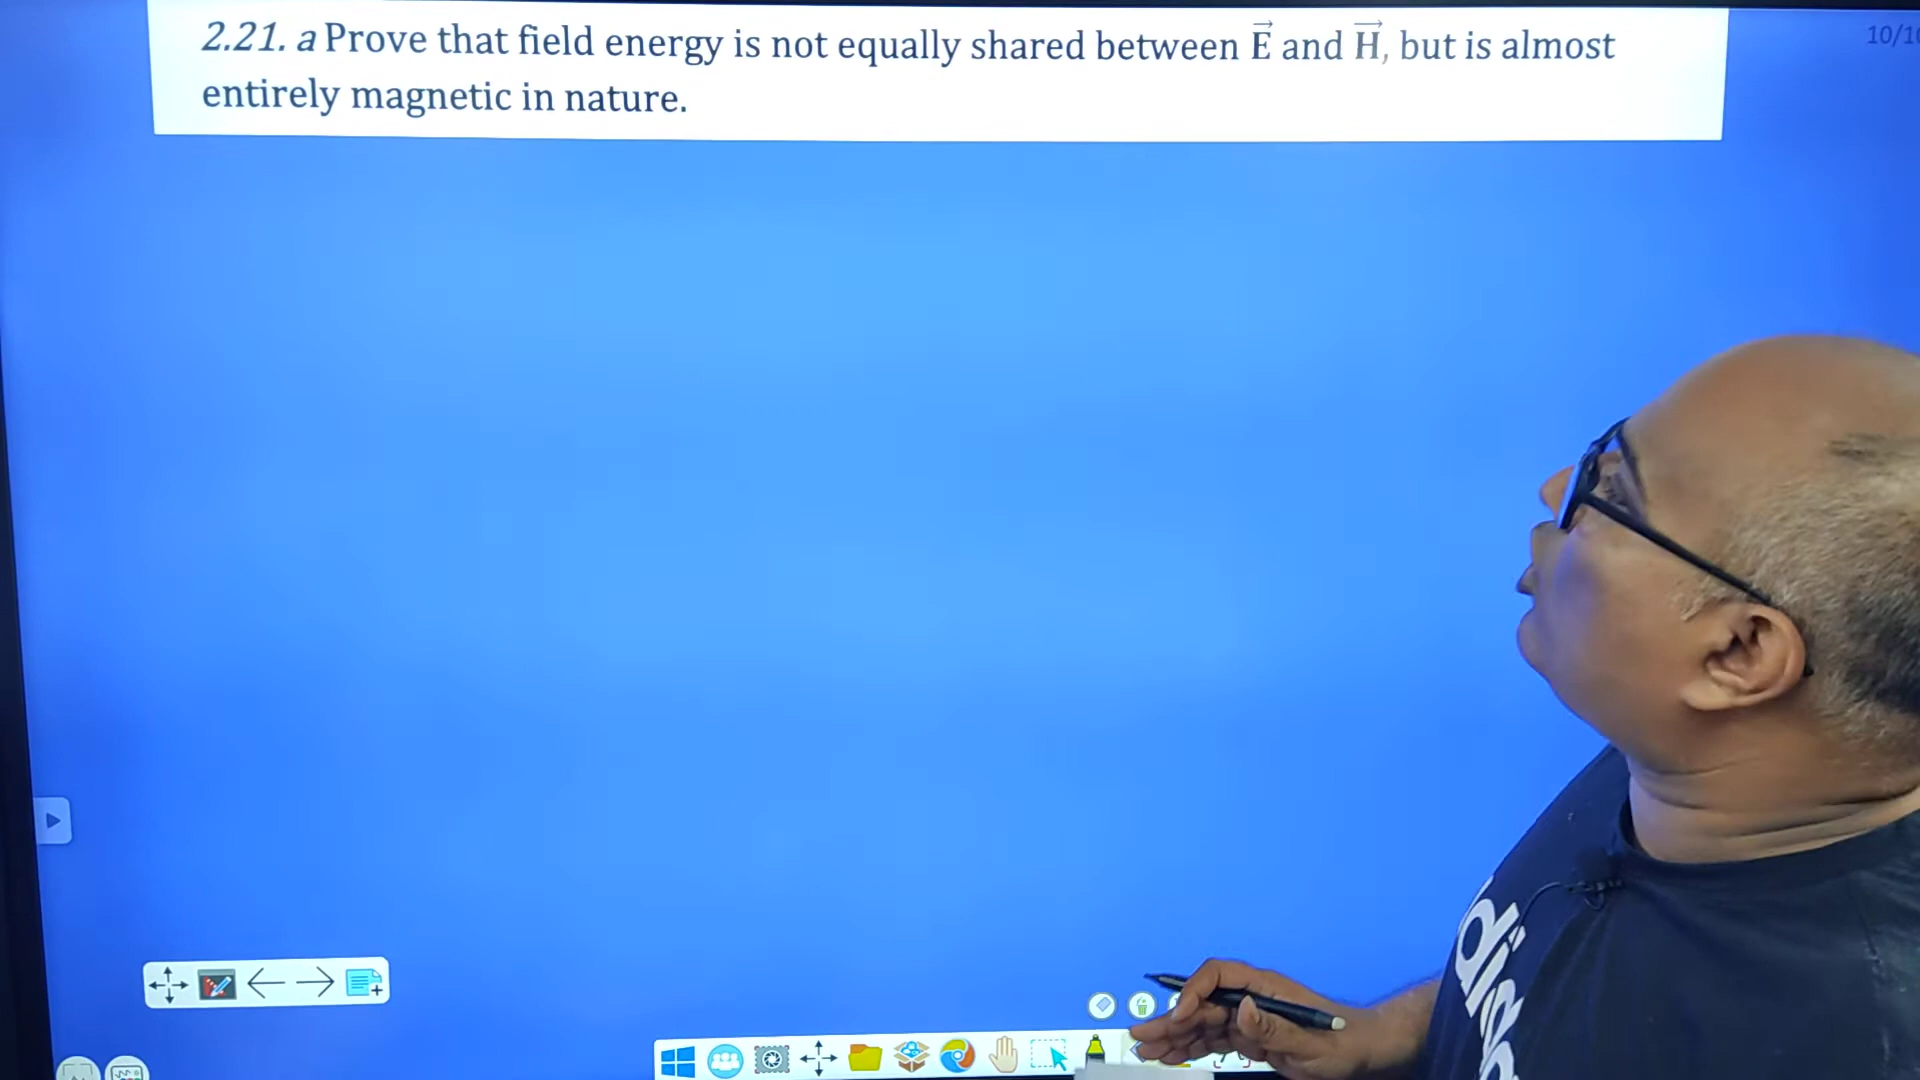 2.21. a Prove that field energy is not equally shared between E⃗ and H⃗, but is almost
entirely magnetic in nature.
10/10